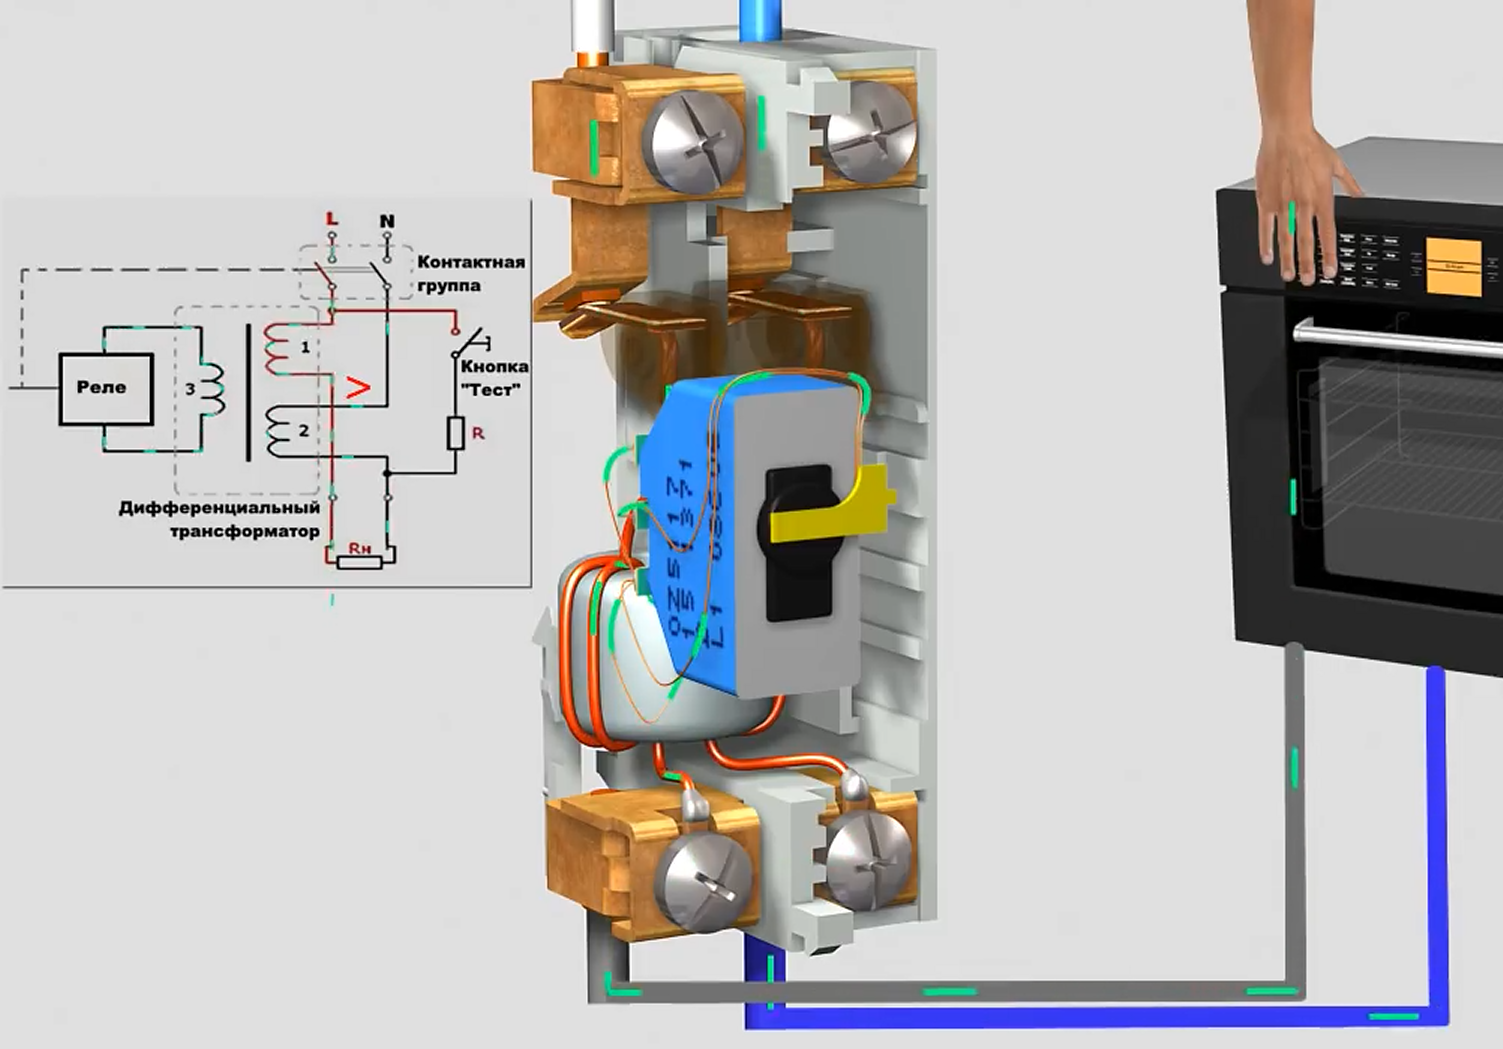 L N
Контактная
группа
1
Реле
3
>
Кнопка
"Тест"
2
R
Дифференциальный
трансформатор
Rн